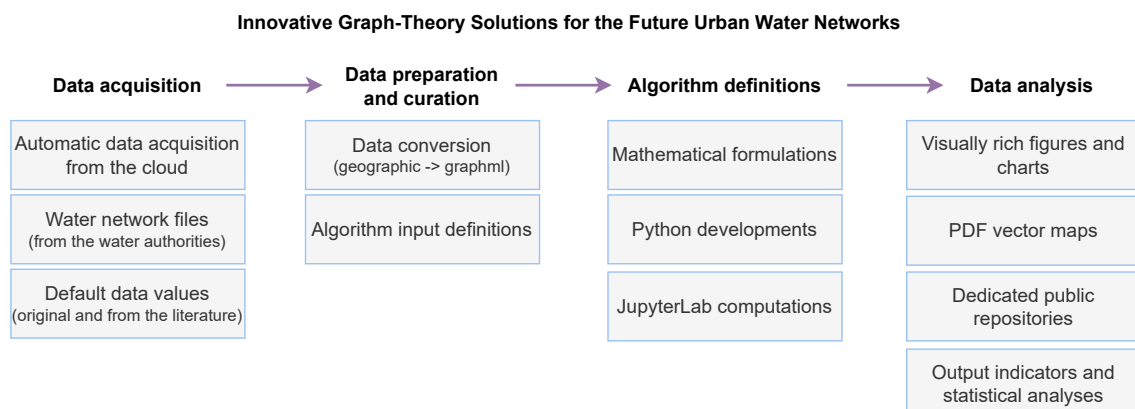 Innovative Graph-Theory Solutions for the Future Urban Water Networks
Data acquisition
Automatic data acquisition
from the cloud
Water network files
(from the water authorities)
Default data values
(original and from the literature)
Data preparation
and curation
Data conversion
(geographic -> graphml)
Algorithm input definitions
Algorithm definitions
Mathematical formulations
Python developments
JupyterLab computations
Data analysis
Visually rich figures and
charts
PDF vector maps
Dedicated public
repositories
Output indicators and
statistical analyses